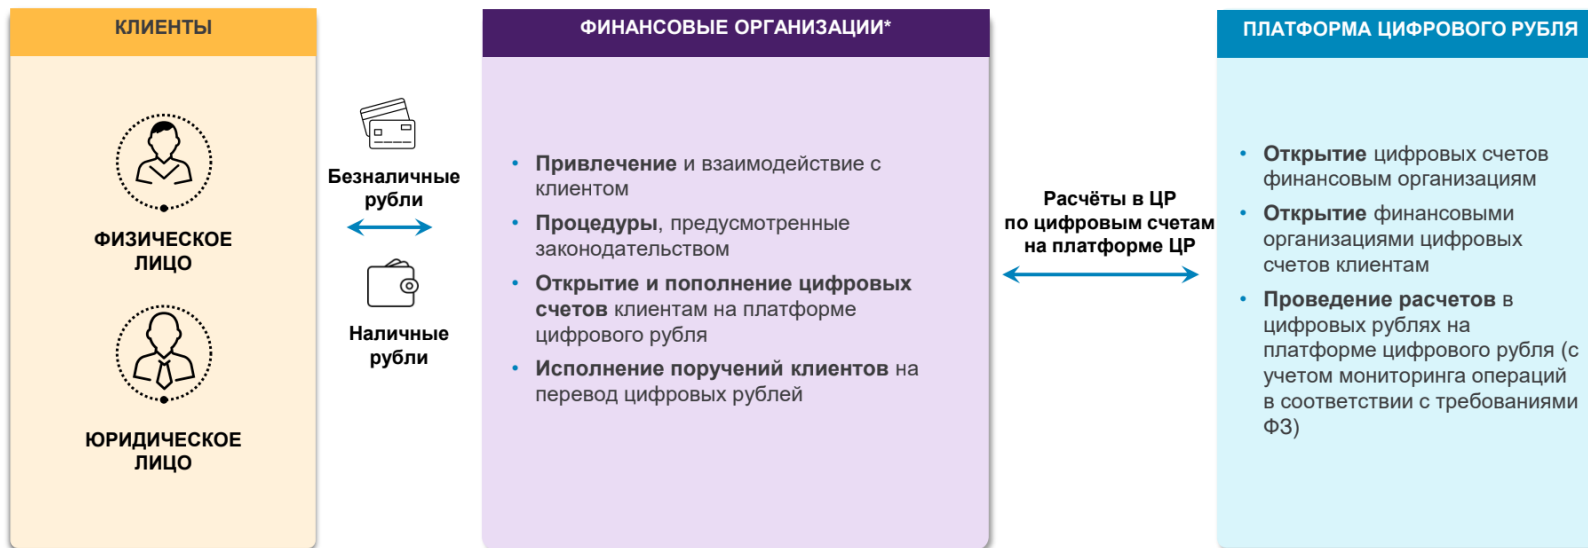 КЛИЕНТЫ
ФИЗИЧЕСКОЕ
ЛИЦО
ЮРИДИЧЕСКОЕ
ЛИЦО
Безналичные
рубли
Наличные
рубли
ФИНАНСОВЫЕ ОРГАНИЗАЦИИ*
• Привлечение и взаимодействие с
клиентом
• Процедуры, предусмотренные
законодательством
• Открытие и пополнение цифровых
счетов клиентам на платформе
цифрового рубля
• Исполнение поручений клиентов на
перевод цифровых рублей
Расчёты в ЦР
по цифровым счетам
на платформе ЦР
ПЛАТФОРМА ЦИФРОВОГО РУБЛЯ
• Открытие цифровых счетов
финансовым организациям
• Открытие финансовыми
организациями цифровых
счетов клиентам
• Проведение расчетов в
цифровых рублях на
платформе цифрового рубля (с
учетом мониторинга операций
в соответствии с требованиями
ФЗ)